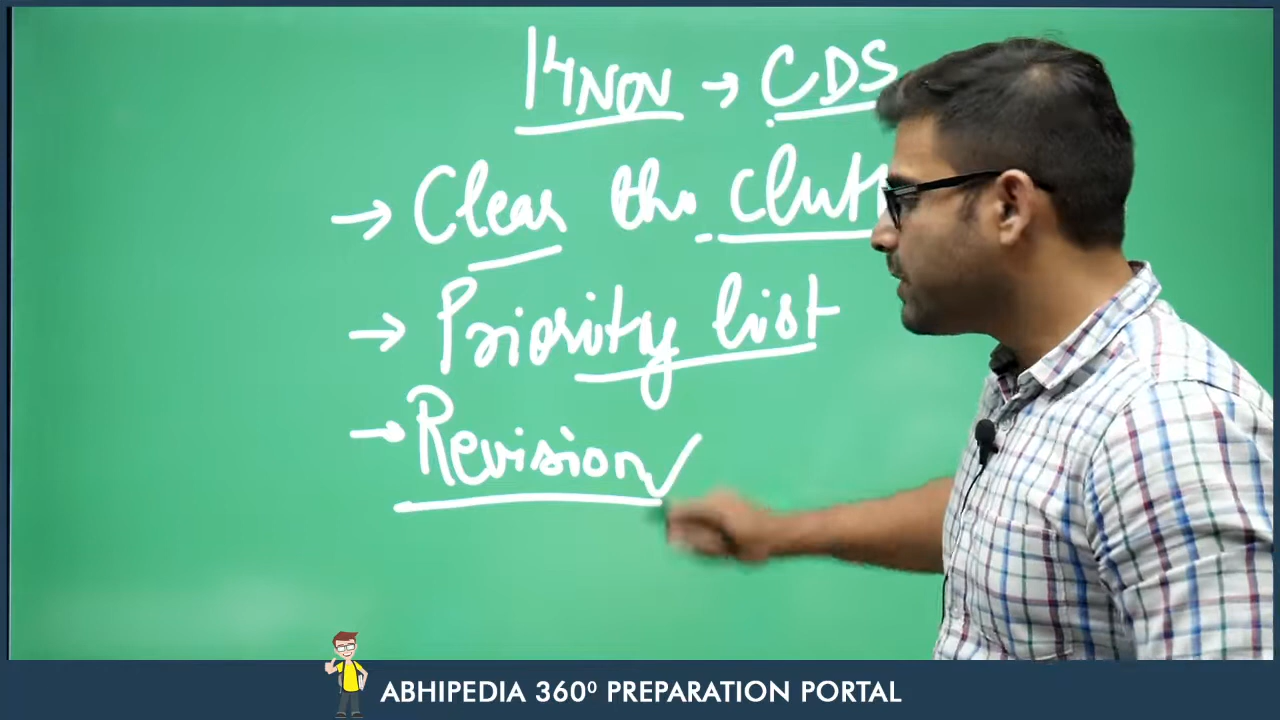 14 Nov → CDS
→ Clear the
→ Priority list
→ Revision ✓
ABHIPEDIA 360⁰ PREPARATION PORTAL